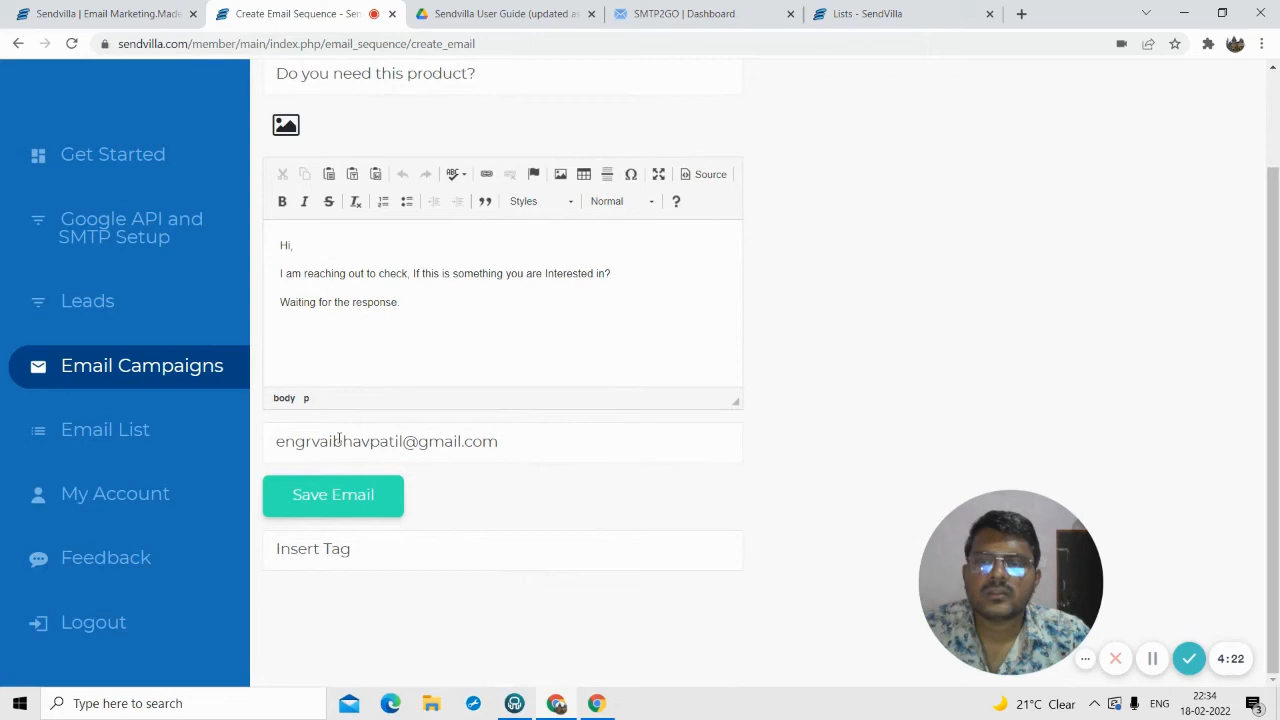 Email Marketing.Made
Create Email Sequence - Sen
Sendvilla User Guide (updated as
SMTP2GO | Dashboard
Lists - SendVilla
sendvilla.com/member/main/index.php/email_sequence/create_email
Do you need this product?
Get Started
Google API and
SMTP Setup
Leads
Email Campaigns
Email List
My Account
Feedback
Logout
ABC
Source
B I S Tx
Styles
Normal
?
Hi,
I am reaching out to check, If this is something you are Interested in?
Waiting for the response.
body p
engrvaibhavpatil@gmail.com
Save Email
Insert Tag
4:22
Type here to search
21°C Clear
ENG
22:34
18-02-2022
3